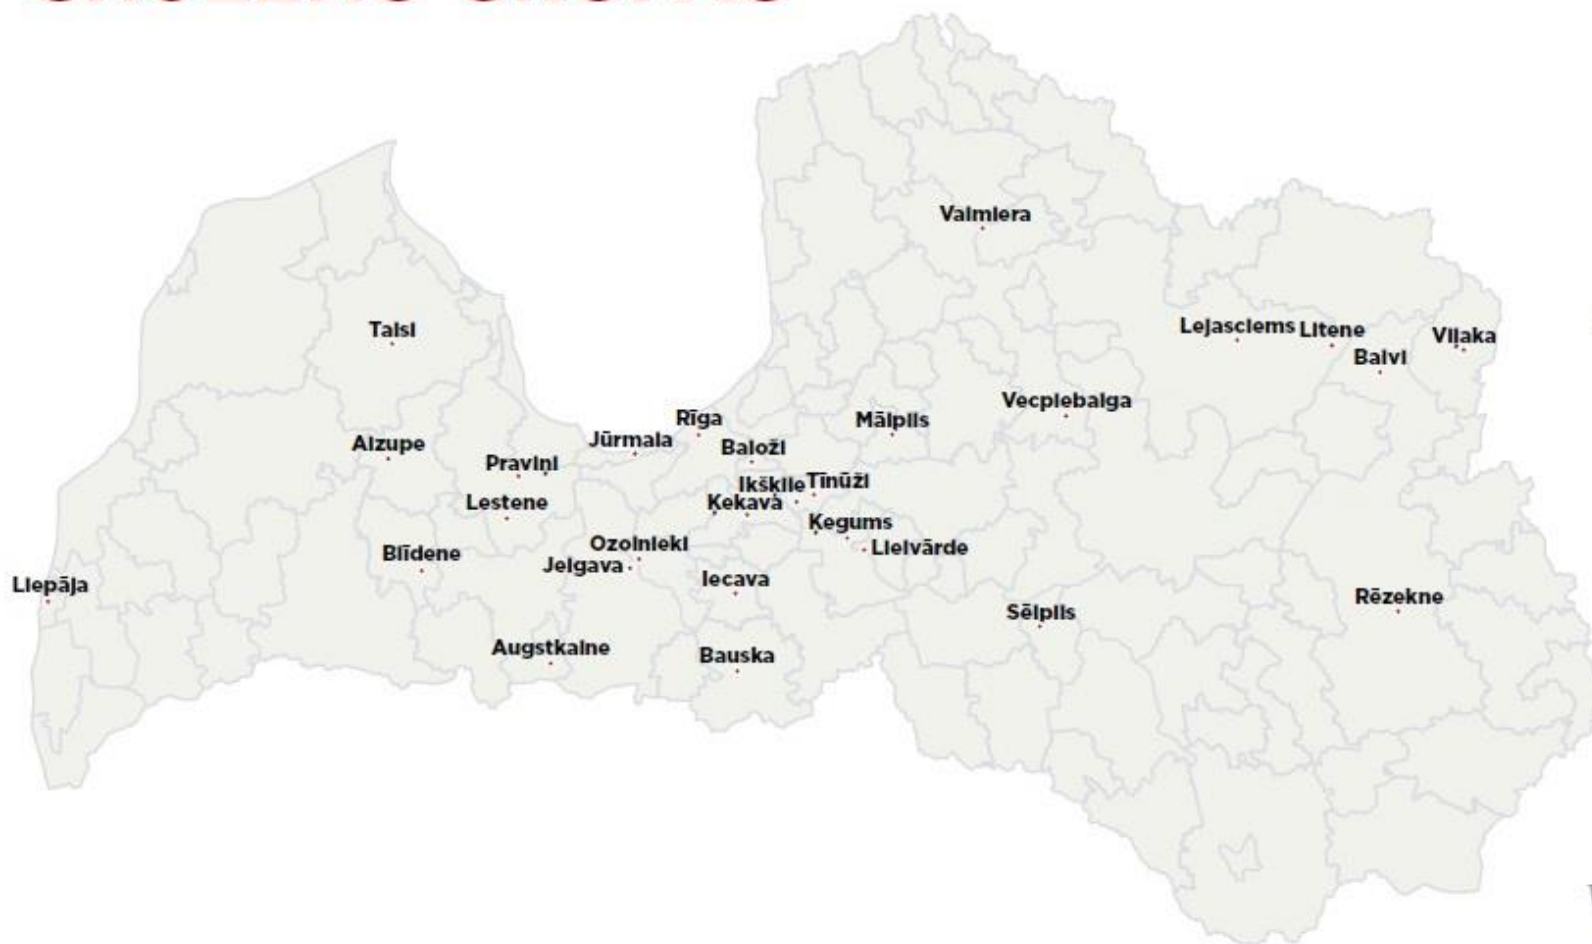 Valmiera
Talsi
Lejasciems
Litene
Viļaka
Balvi
Vecpiebalga
Rīga
Mālpils
Jūrmala
Aizupe
Baloži
Praviņi
Ikšķile
Tīnūži
Lestene
Ķekava
Ķegums
Ozolnieki
Lielvārde
Blīdene
Jelgava
Iecava
Liepāja
Rēzekne
Sēlpils
Augstkalne
Bauska